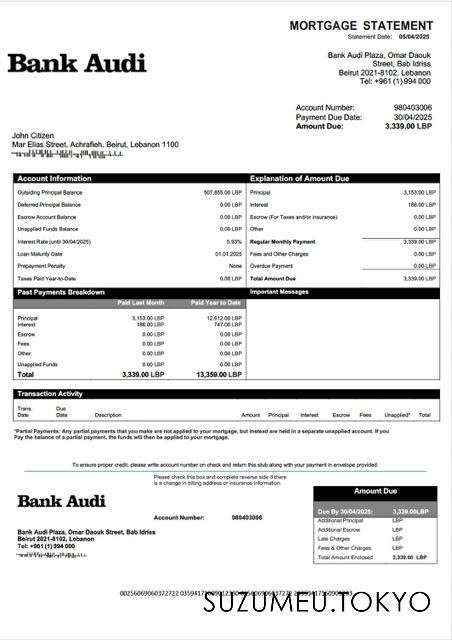 MORTGAGE STATEMENT
Statement Date: 05/04/2025
Bank Audi
Bank Audi Plaza, Omar Daouk
Street, Bab Idriss
Beirut 2021-8102, Lebanon
Tel: +961 (1) 994 000
Account Number: 980403006
Payment Due Date: 30/04/2025
Amount Due: 3.339.00 LBP
John Citizen
Mar Elias Street, Achrafieh. Beirut, Lebanon 1100
Account Information
Outsiding Principal Balance 507,655.00 LBP
Deferred Principal Balance 0.00 LBP
Escrow Account Balance 0.00 LBP
Unapplied Funds Balance 0.00 LBP
Interest Rate (until 30/04/2025) 5.93%
Loan Maturity Date 01.01.2025
Prepayment Penalty None
Taxes Paid Year-to-Date 0.00 LBP
Explanation of Amount Due
Principal 3,153.00 LBP
Interest 186.00 LBP
Escrow (For Taxes and/or insurance) 0.00 LBP
Other 0.00 LBP
Regular Monthly Payment 3,339.00 LBP
Fees and Other Charges 0.00 LBP
Overdue Payment 0.00 LBP
Total Amount Due 3,339.00 LBP
Past Payments Breakdown
Paid Last Month Paid Year to Date
Principal 3,153.00 LBP 12,612.00 LBP
Interest 186.00 LBP 747.00 LBP
Escrow 0.00 LBP 0.00 LBP
Fees 0.00 LBP 0.00 LBP
Other 0.00 LBP 0.00 LBP
Unapplied Funds 0.00 LBP 0.00 LBP
Total 3,339.00 LBP 13,359.00 LBP
Important Messages
Transaction Activity
Trans. Date Due Date Description Amount Principal Interest Escrow Fees Unapplied* Total
*Partial Payments: Any partial payments that you make are not applied to your mortgage, but instead are held in a separate unapplied account. If you
Pay the balance of a partial payment, the funds will then be applied to your mortgage.
To ensure proper credit, please write account number on check and return this stub along with your payment in envelope provided.
Please check this box and complete reverse side if there
is a change in billing address or insurance information.
Bank Audi
Account Number: 980403006
Bank Audi Plaza, Omar Daouk Street, Bab Idriss
Beirut 2021-8102, Lebanon
Tel: +961 (1) 994 000
Amount Due
Due By 30/04/2025: 3,339.00LBP
Additional Principal LBP
Additional Escrow LBP
Late Charges LBP
Fees & Other Charges LBP
Total Amount Enclosed 3,339.00 LBP
SUZUMEU.TOKYO